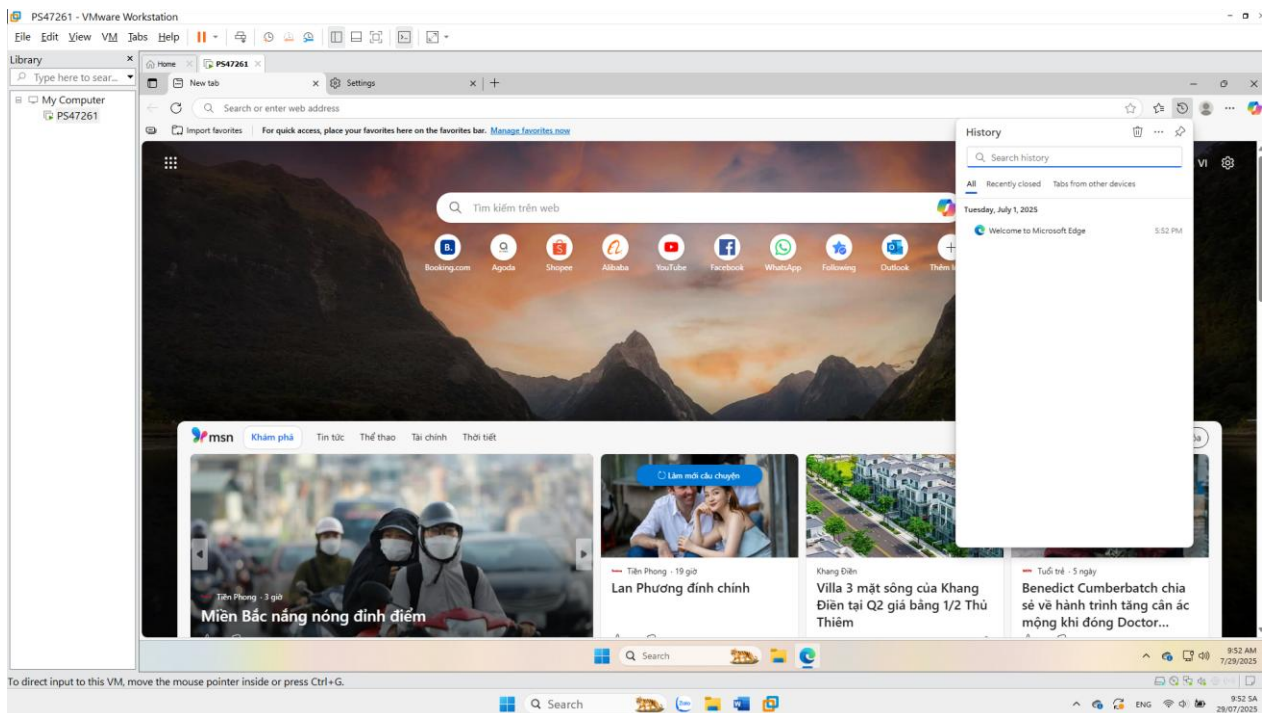 PS47261 - VMware Workstation
File Edit View VM Tabs Help
Library
Type here to sear...
My Computer
PS47261
Home
PS47261
New tab
Settings
Search or enter web address
Import favorites
For quick access, place your favorites here on the favorites bar. Manage favorites now
VI
Tìm kiếm trên web
B.
Booking.com
Agoda
Shopee
Alibaba
YouTube
Facebook
WhatsApp
Following
Outlook
History
Search history
All Recently closed Tabs from other devices
Tuesday, July 1, 2025
Welcome to Microsoft Edge 5:52 PM
msn Khám phá Tin tức Thể thao Tài chính Thời tiết
Làm mới câu chuyện
Tiền Phong · 3 giờ
Miền Bắc nắng nóng đỉnh điểm
Tiền Phong · 19 giờ
Lan Phương đính chính
Khang Điền
Villa 3 mặt sông của Khang
Điền tại Q2 giá bằng 1/2 Thủ
Thiêm
Tuổi trẻ · 5 ngày
Benedict Cumberbatch chia
sẻ về hành trình tăng cân ác
mộng khi đóng Doctor...
Search
9:52 AM
7/29/2025
To direct input to this VM, move the mouse pointer inside or press Ctrl+G.
Search
Zalo
ENG
9:52 SA
29/07/2025